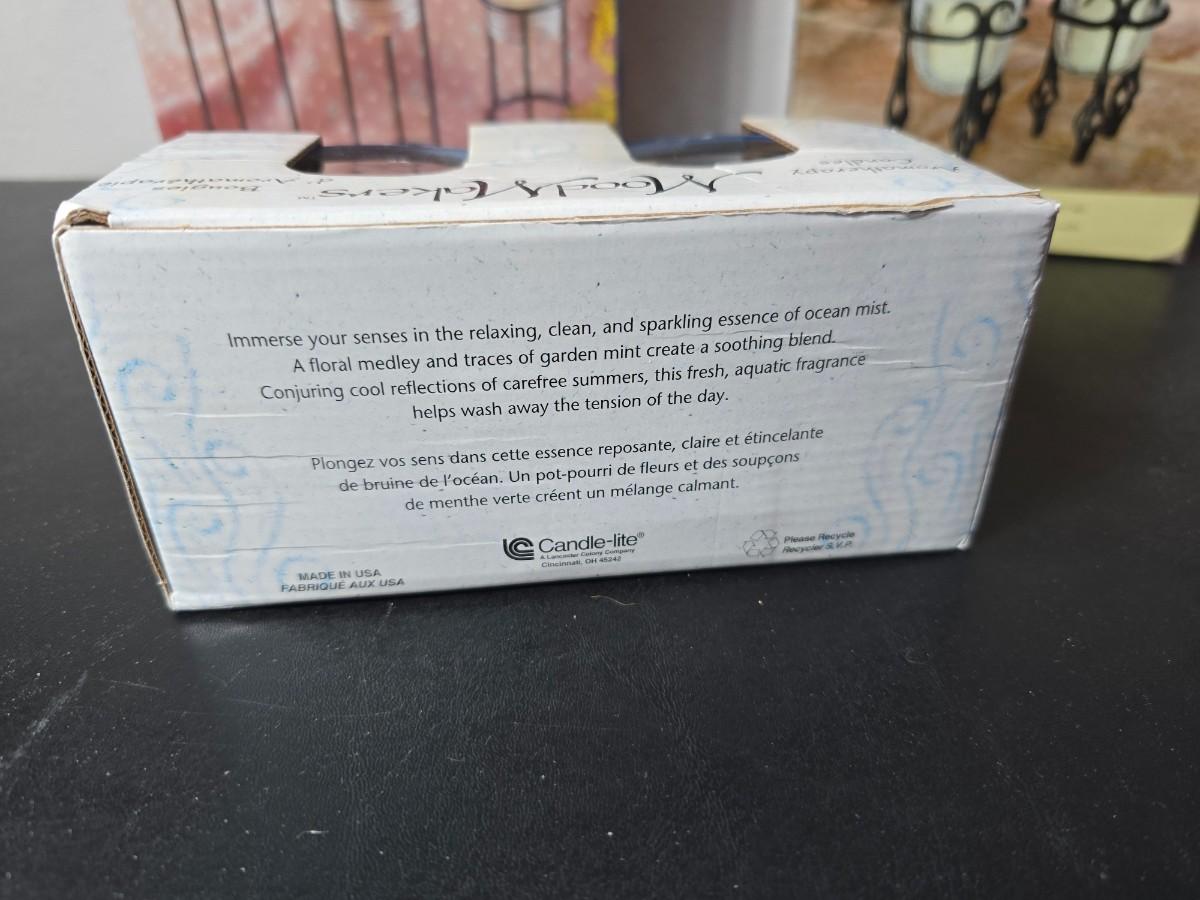 Aromatherapy
Candles
MoodMakers™
Bougies
d'Aromathérapie
Immerse your senses in the relaxing, clean, and sparkling essence of ocean mist.
A floral medley and traces of garden mint create a soothing blend.
Conjuring cool reflections of carefree summers, this fresh, aquatic fragrance
helps wash away the tension of the day.
Plongez vos sens dans cette essence reposante, claire et étincelante
de bruine de l'océan. Un pot-pourri de fleurs et des soupçons
de menthe verte créent un mélange calmant.
Candle-lite®
A Lancaster Colony Company
Cincinnati, OH 45242
Please Recycle
Recycler S.V.P.
MADE IN USA
FABRIQUÉ AUX USA